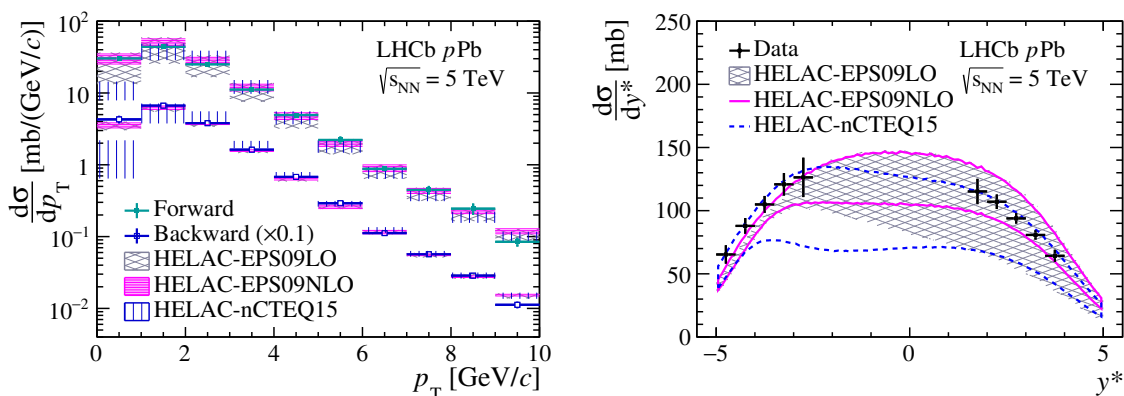 dσ/dp_T [mb/(GeV/c)]
10²
10
1
10⁻¹
10⁻²
LHCb pPb
√s_NN = 5 TeV
Forward
Backward (×0.1)
HELAC-EPS09LO
HELAC-EPS09NLO
HELAC-nCTEQ15
0 2 4 6 8 10
p_T [GeV/c]
dσ/dy* [mb]
250
200
150
100
50
0
LHCb pPb
√s_NN = 5 TeV
Data
HELAC-EPS09LO
HELAC-EPS09NLO
HELAC-nCTEQ15
−5 0 5
y*